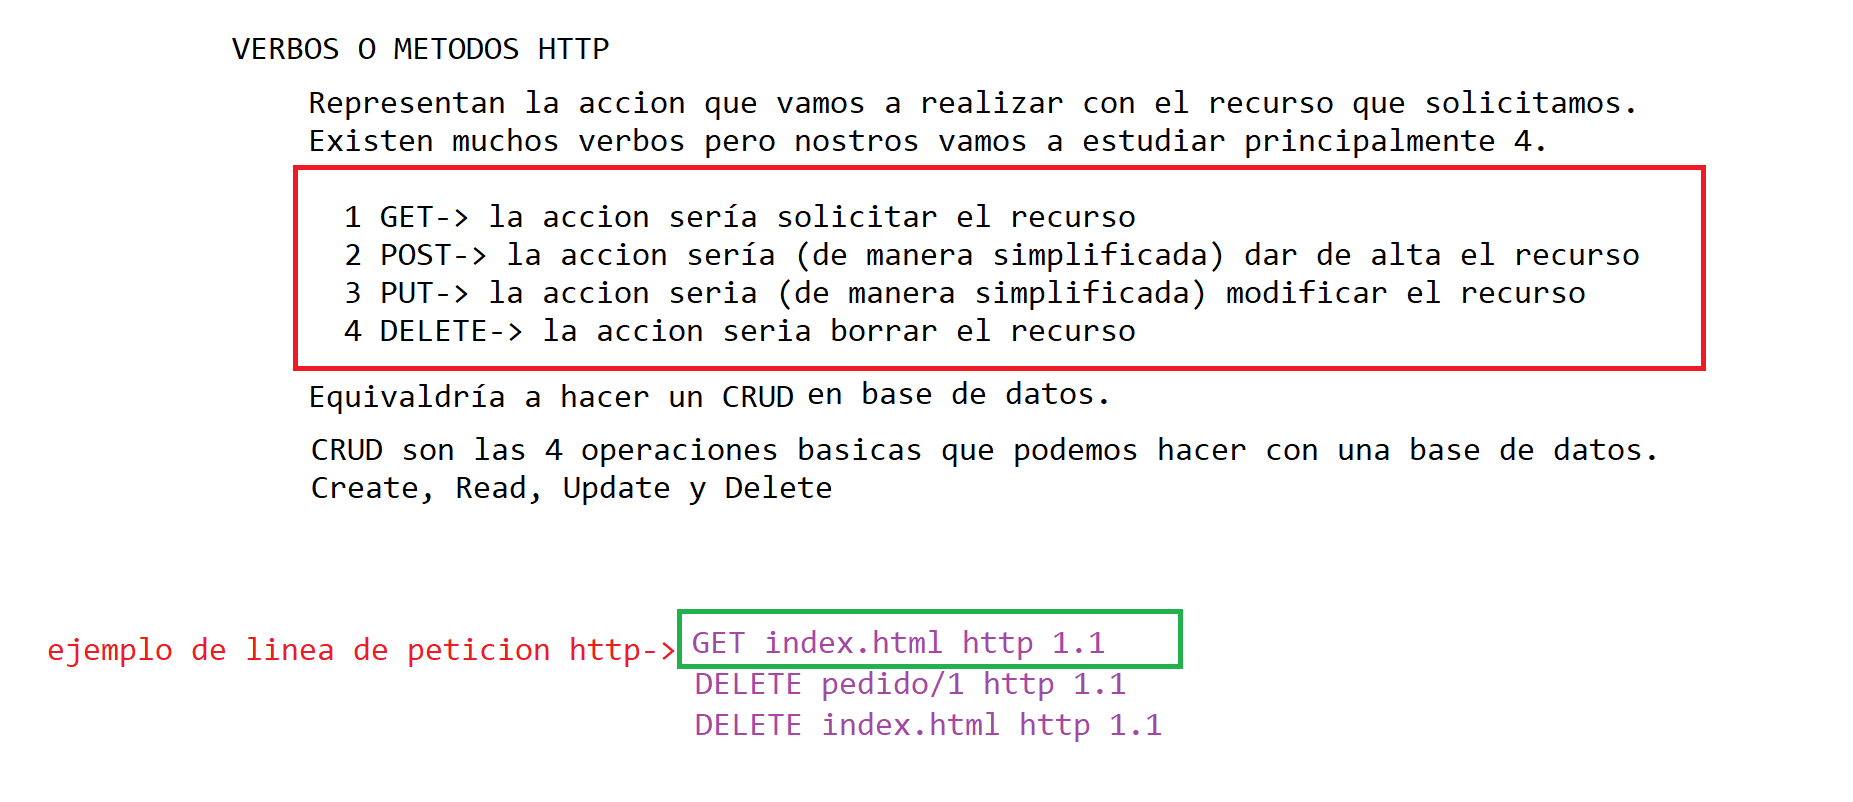 VERBOS O METODOS HTTP
Representan la accion que vamos a realizar con el recurso que solicitamos.
Existen muchos verbos pero nostros vamos a estudiar principalmente 4.
1 GET-> la accion sería solicitar el recurso
2 POST-> la accion sería (de manera simplificada) dar de alta el recurso
3 PUT-> la accion seria (de manera simplificada) modificar el recurso
4 DELETE-> la accion seria borrar el recurso
Equivaldría a hacer un CRUD en base de datos.
CRUD son las 4 operaciones basicas que podemos hacer con una base de datos.
Create, Read, Update y Delete
ejemplo de linea de peticion http-> GET index.html http 1.1
DELETE pedido/1 http 1.1
DELETE index.html http 1.1